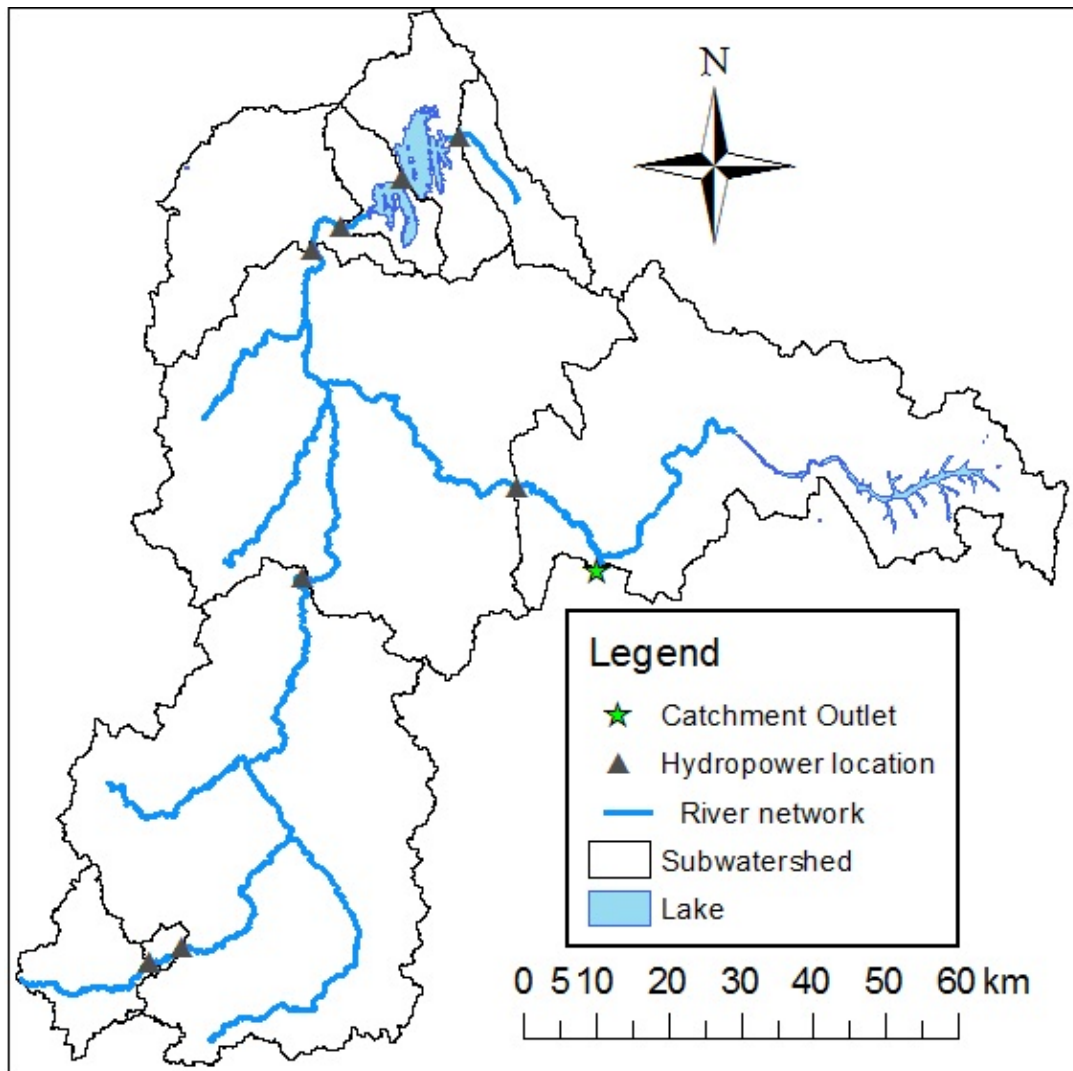 N
Legend
Catchment Outlet
Hydropower location
River network
Subwatershed
Lake
0 5 10 20 30 40 50 60 km